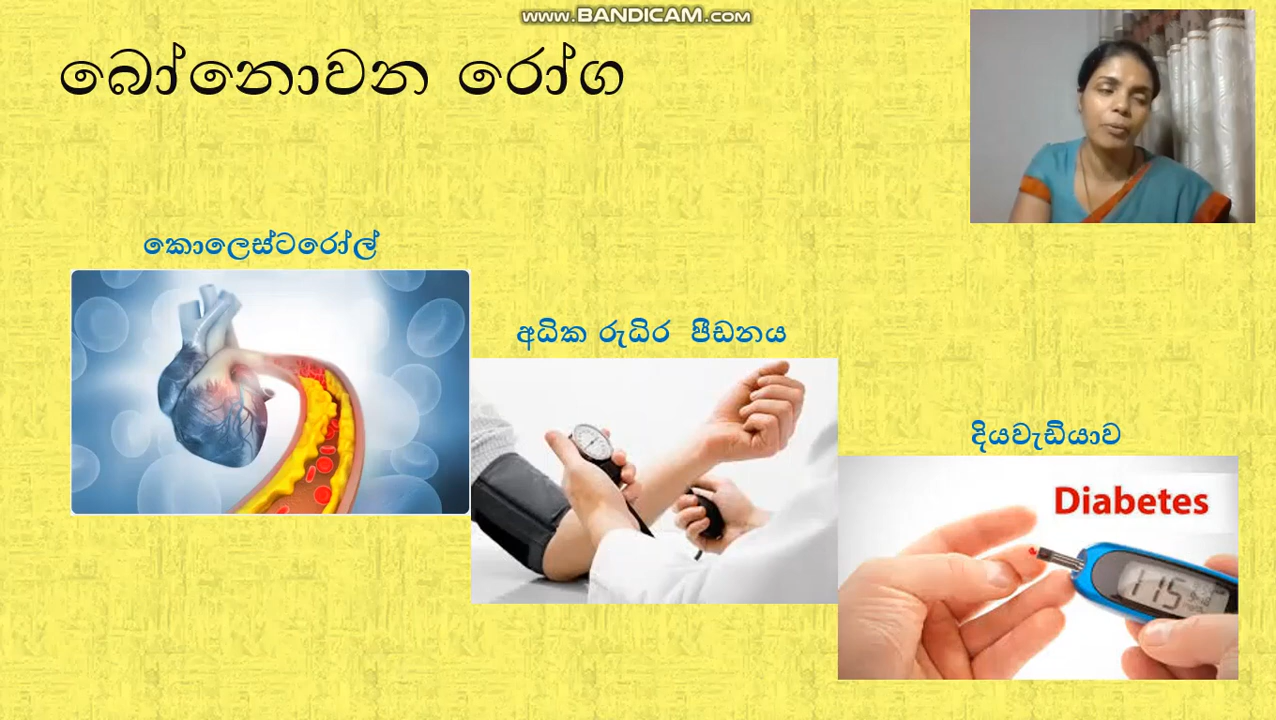 www.BANDICAM.com
බෝනොවන රෝග
කොලෙස්ටරෝල්
අධික රුධිර පීඩනය
දියවැඩියාව
Diabetes
115